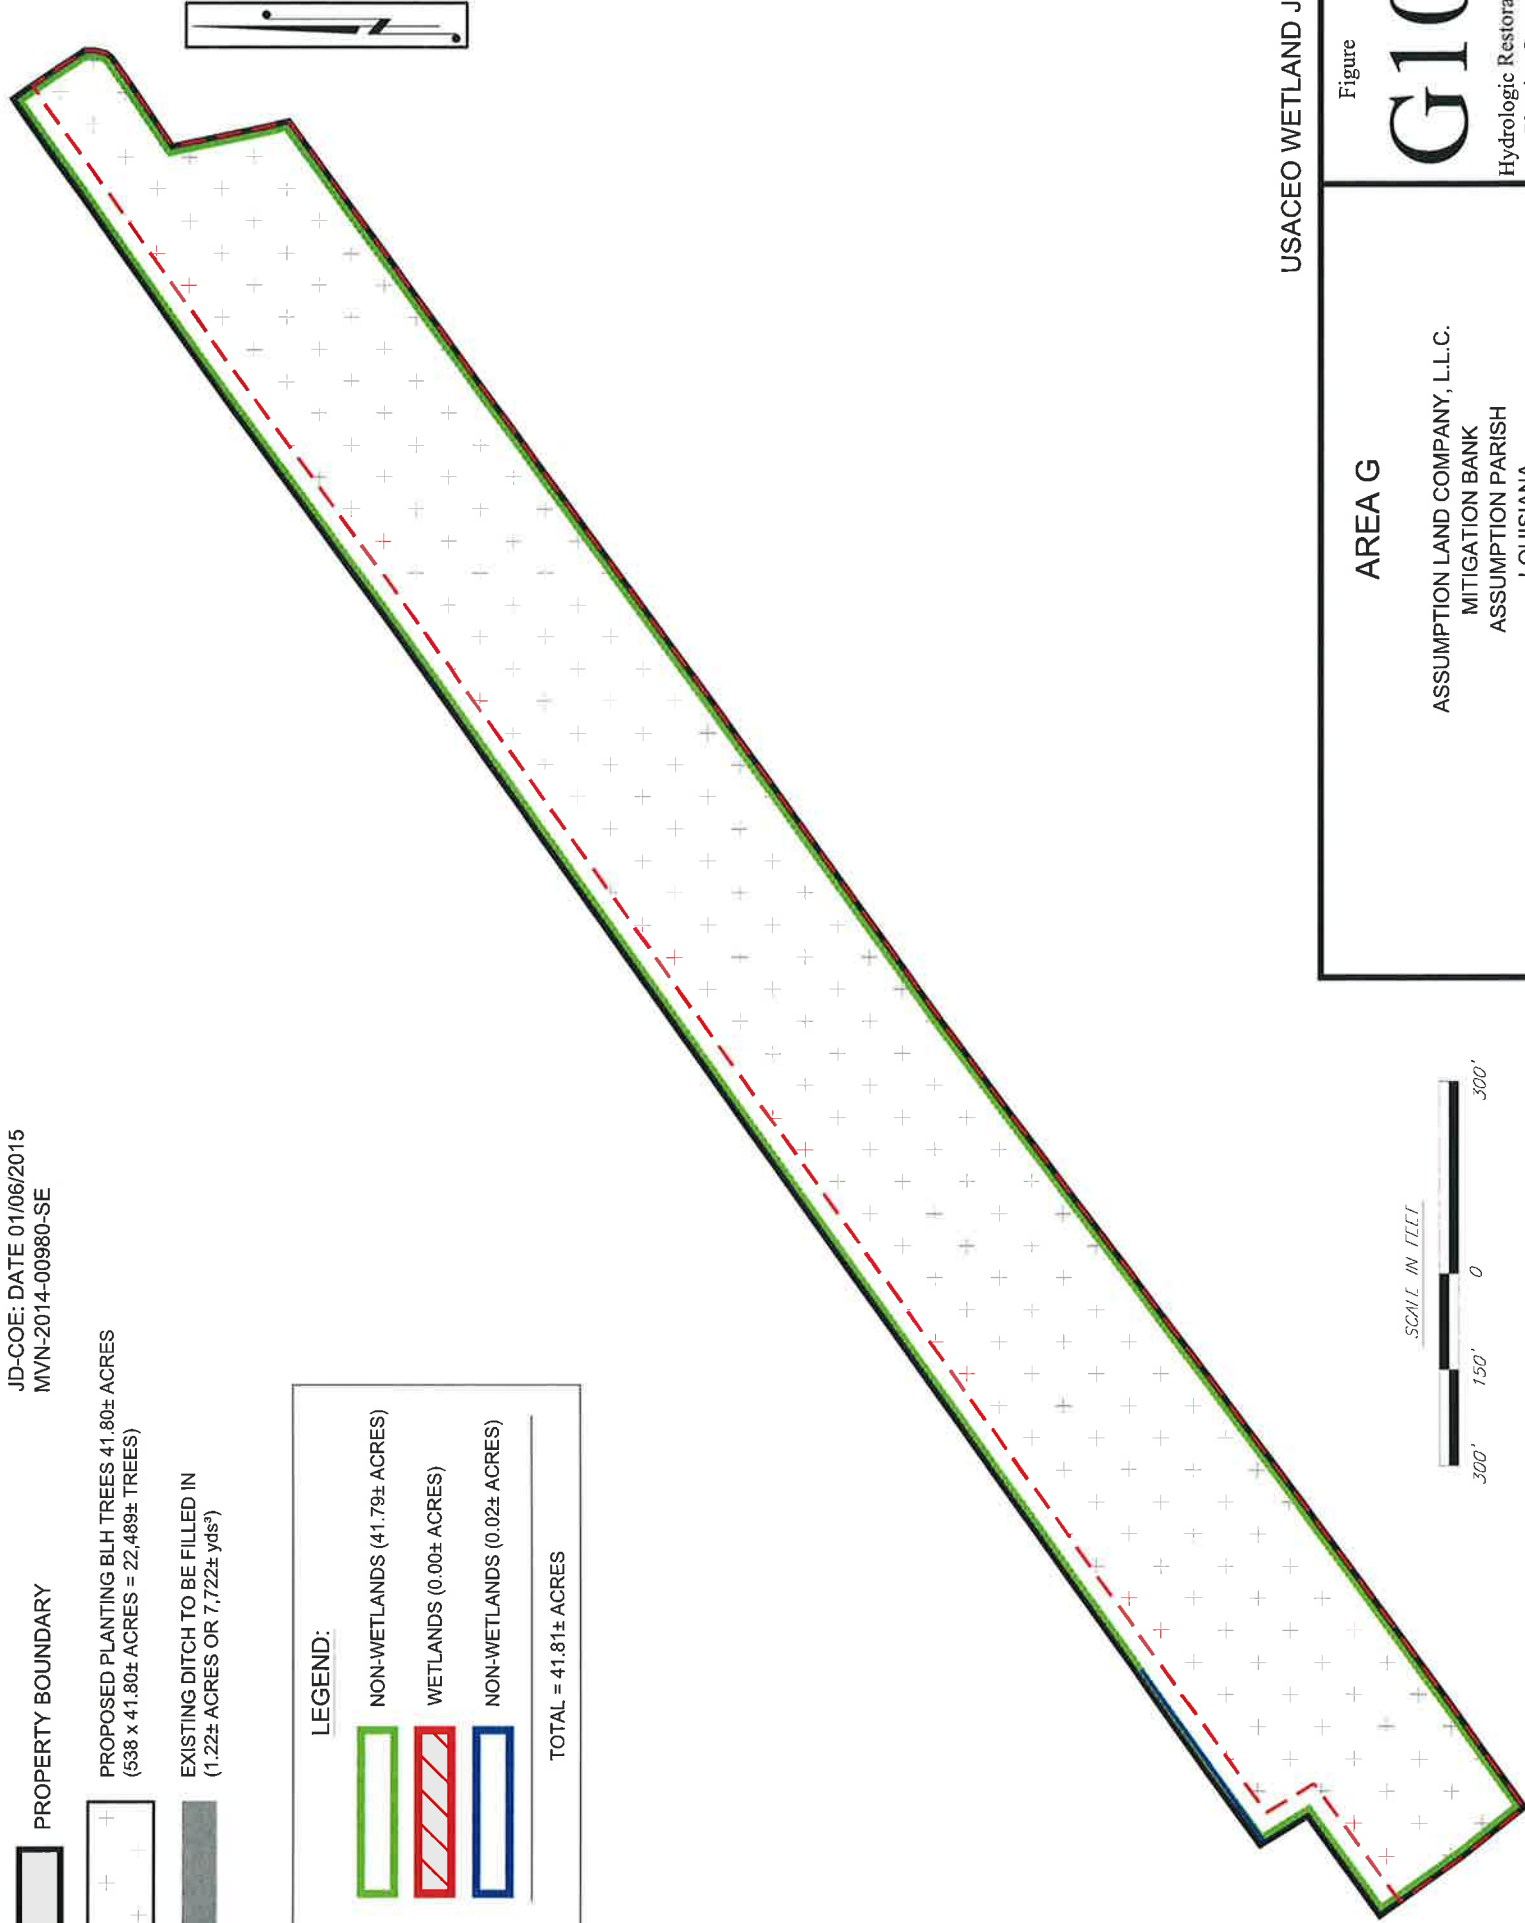 JD-COE: DATE 01/06/2015
MVN-2014-00980-SE
PROPERTY BOUNDARY
PROPOSED PLANTING BLH TREES 41.80± ACRES
(538 x 41.80± ACRES = 22,489± TREES)
EXISTING DITCH TO BE FILLED IN
(1.22± ACRES OR 7,722± yds³)
LEGEND:
NON-WETLANDS (41.79± ACRES)
WETLANDS (0.00± ACRES)
NON-WETLANDS (0.02± ACRES)
TOTAL = 41.81± ACRES
SCALE IN FEET
300' 150' 0 300'
USACEO WETLAND J
AREA G
ASSUMPTION LAND COMPANY, L.L.C.
MITIGATION BANK
ASSUMPTION PARISH
LOUISIANA
Figure
G10
Hydrologic Restora